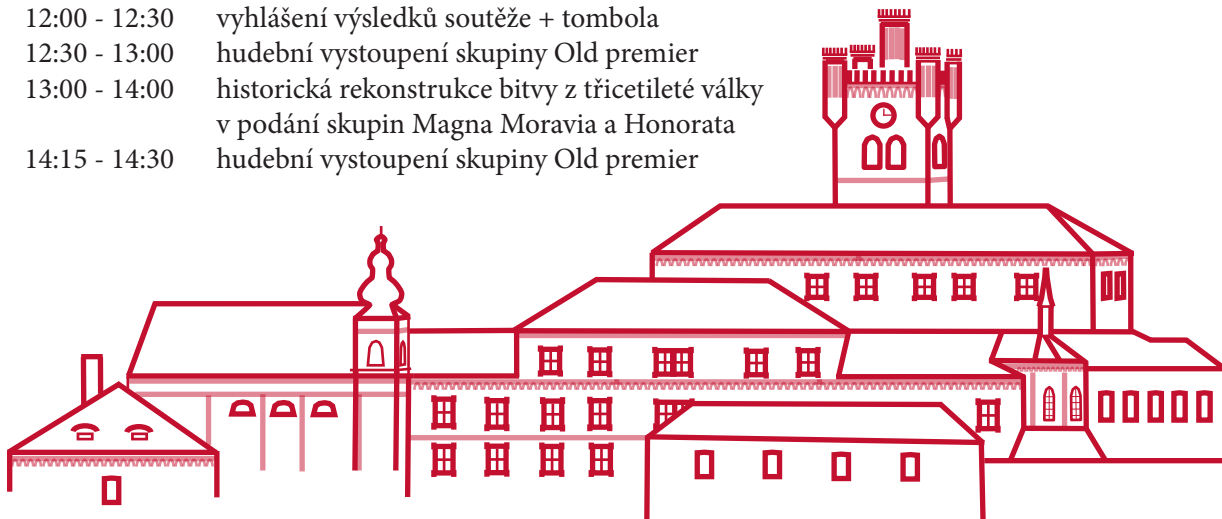 12:00 - 12:30 vyhlášení výsledků soutěže + tombola
12:30 - 13:00 hudební vystoupení skupiny Old premier
13:00 - 14:00 historická rekonstrukce bitvy z třicetileté války
v podání skupin Magna Moravia a Honorata
14:15 - 14:30 hudební vystoupení skupiny Old premier